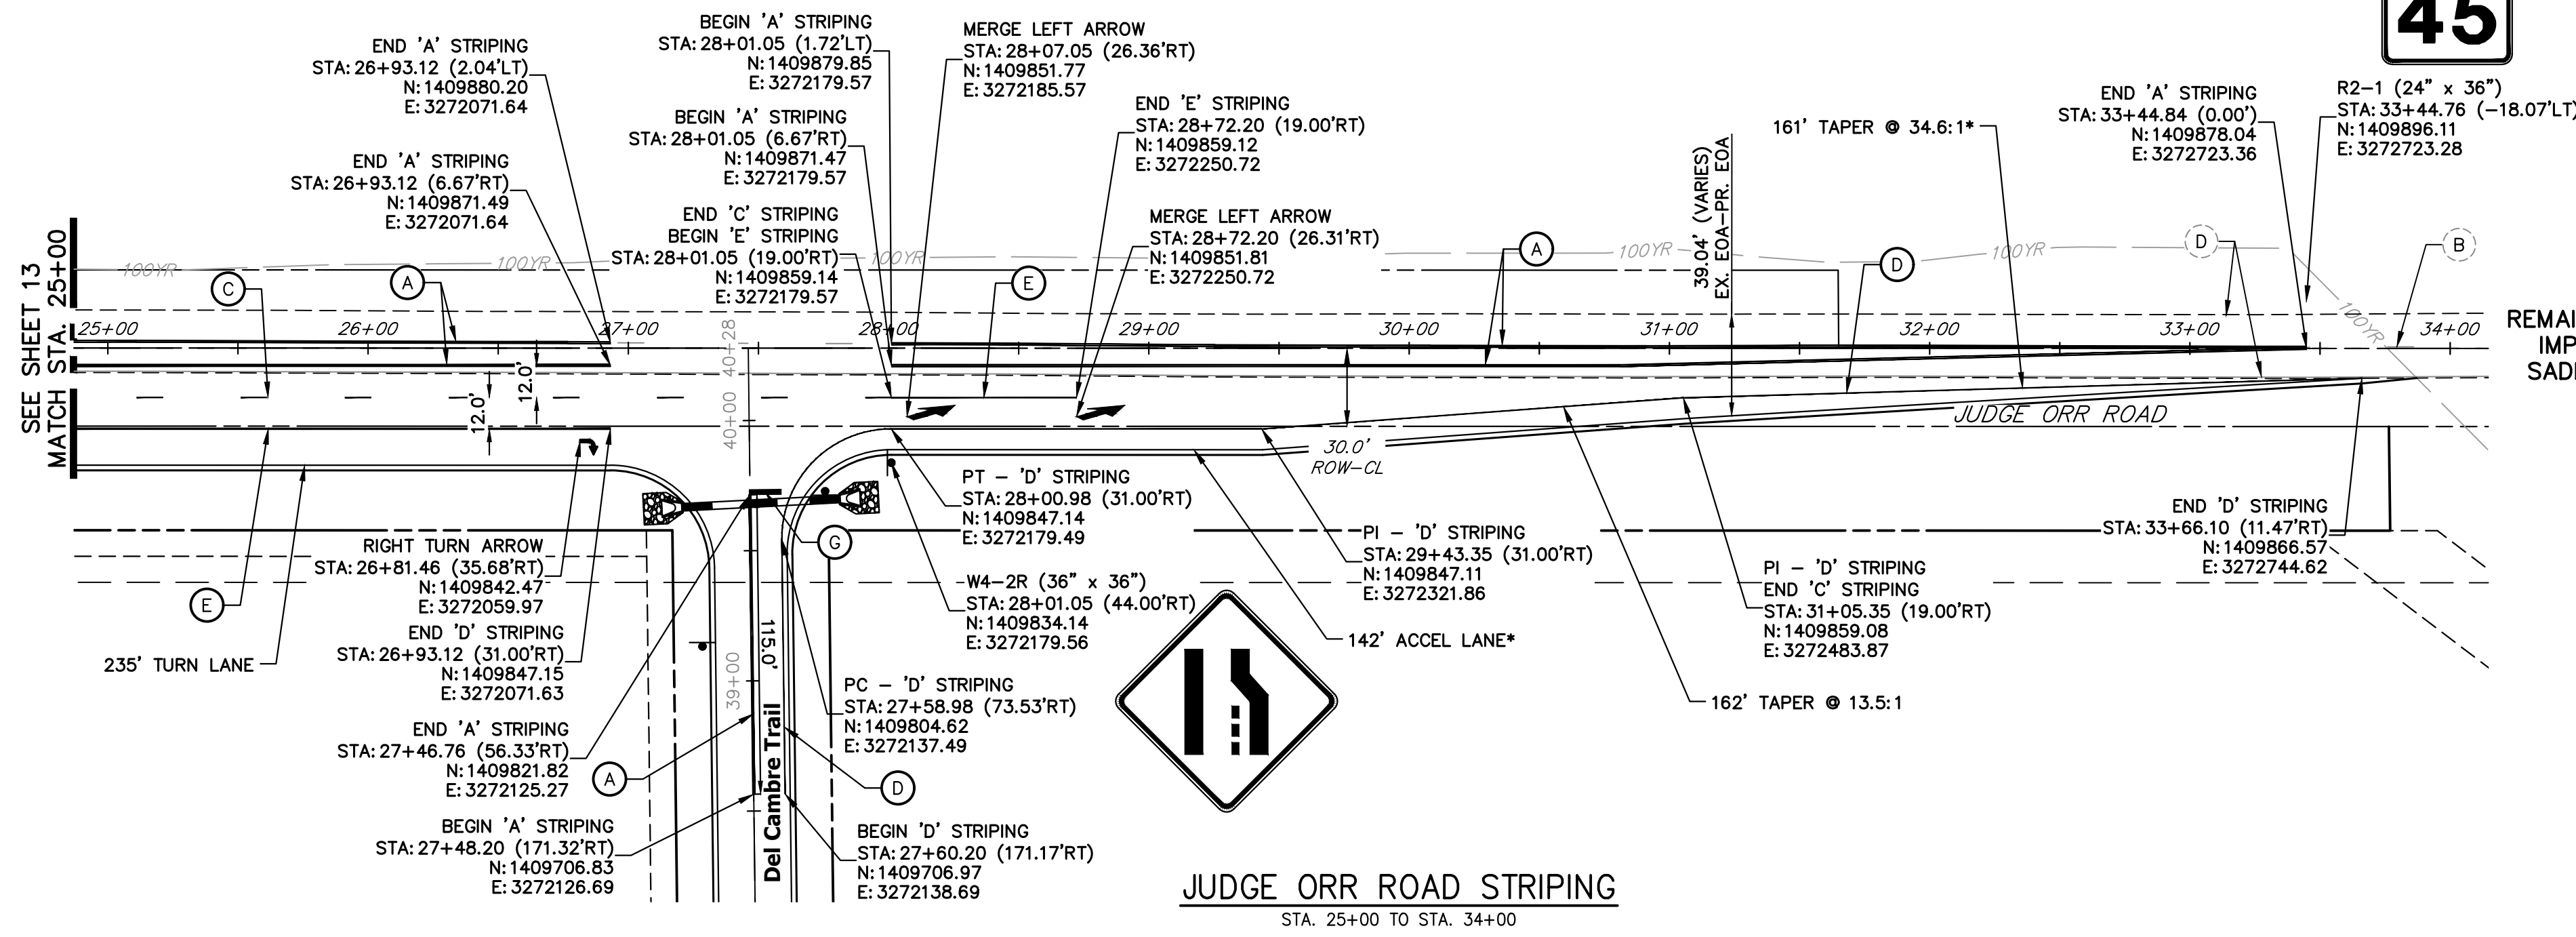 45
BEGIN 'A' STRIPING
STA: 28+01.05 (1.72'LT)
N: 1409879.85
E: 3272179.57
MERGE LEFT ARROW
STA: 28+07.05 (26.36'RT)
N: 1409851.77
E: 3272185.57
END 'A' STRIPING
STA: 26+93.12 (2.04'LT)
N: 1409880.20
E: 3272071.64
END 'E' STRIPING
STA: 28+72.20 (19.00'RT)
N: 1409859.12
E: 3272250.72
BEGIN 'A' STRIPING
STA: 28+01.05 (6.67'RT)
N: 1409871.47
E: 3272179.57
161' TAPER @ 34.6:1*
END 'A' STRIPING
STA: 33+44.84 (0.00')
N: 1409878.04
E: 3272723.36
R2-1 (24" x 36")
STA: 33+44.76 (-18.07'LT)
N: 1409896.11
E: 3272723.28
END 'A' STRIPING
STA: 26+93.12 (6.67'RT)
N: 1409871.49
E: 3272071.64
END 'C' STRIPING
BEGIN 'E' STRIPING
STA: 28+01.05 (19.00'RT)
N: 1409859.14
E: 3272179.57
MERGE LEFT ARROW
STA: 28+72.20 (26.31'RT)
N: 1409851.81
E: 3272250.72
39.04' (VARIES)
EX. EOA-PR. EOA
SEE SHEET 13
MATCH STA. 25+00
100YR
100YR
100YR
100YR
100YR
100YR
C
A
E
A
D
D
B
25+00
26+00
27+00
28+00
29+00
30+00
31+00
32+00
33+00
34+00
REMAI
IMP
SADI
40+28
40+00
12.0'
12.0'
JUDGE ORR ROAD
30.0'
ROW-CL
PT - 'D' STRIPING
STA: 28+00.98 (31.00'RT)
N: 1409847.14
E: 3272179.49
END 'D' STRIPING
STA: 33+66.10 (11.47'RT)
N: 1409866.57
E: 3272744.62
PI - 'D' STRIPING
STA: 29+43.35 (31.00'RT)
N: 1409847.11
E: 3272321.86
G
RIGHT TURN ARROW
STA: 26+81.46 (35.68'RT)
N: 1409842.47
E: 3272059.97
E
W4-2R (36" x 36")
STA: 28+01.05 (44.00'RT)
N: 1409834.14
E: 3272179.56
PI - 'D' STRIPING
END 'C' STRIPING
STA: 31+05.35 (19.00'RT)
N: 1409859.08
E: 3272483.87
END 'D' STRIPING
STA: 26+93.12 (31.00'RT)
N: 1409847.15
E: 3272071.63
235' TURN LANE
142' ACCEL LANE*
115.0'
39+00
PC - 'D' STRIPING
STA: 27+58.98 (73.53'RT)
N: 1409804.62
E: 3272137.49
162' TAPER @ 13.5:1
END 'A' STRIPING
STA: 27+46.76 (56.33'RT)
N: 1409821.82
E: 3272125.27
A
D
Del Cambre Trail
BEGIN 'A' STRIPING
STA: 27+48.20 (171.32'RT)
N: 1409706.83
E: 3272126.69
BEGIN 'D' STRIPING
STA: 27+60.20 (171.17'RT)
N: 1409706.97
E: 3272138.69
JUDGE ORR ROAD STRIPING
STA. 25+00 TO STA. 34+00